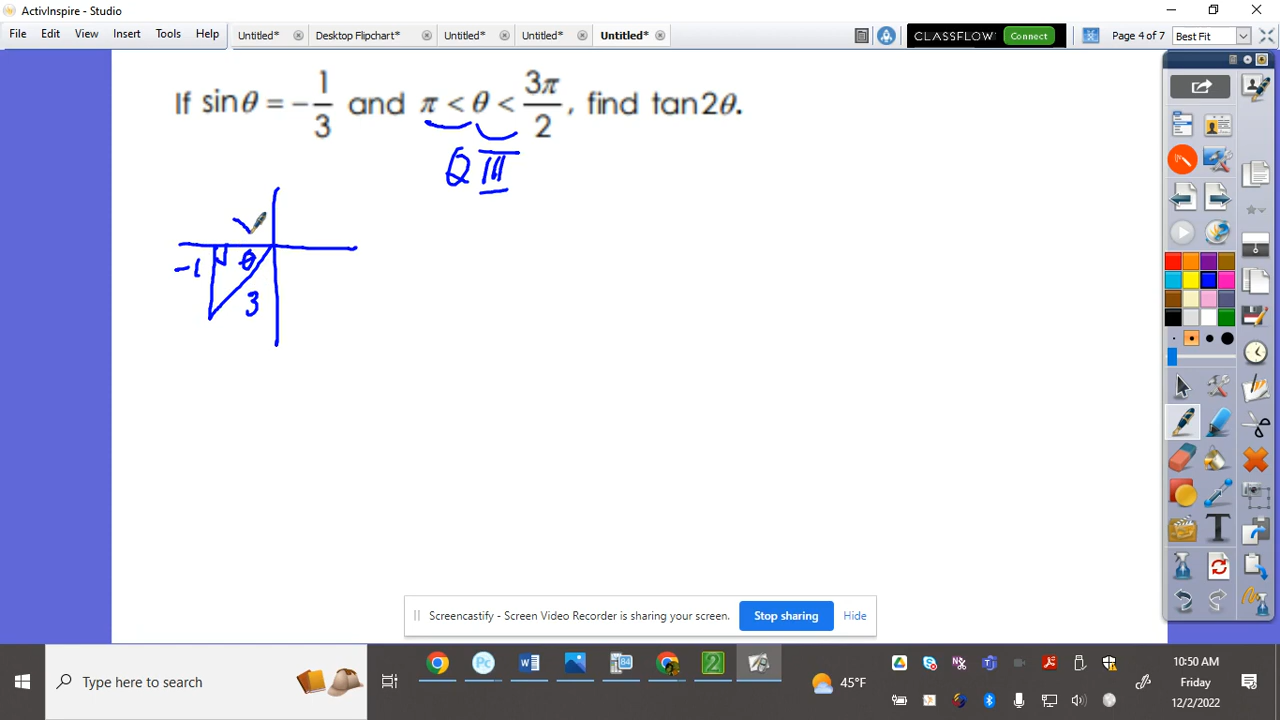 ActivInspire - Studio
File Edit View Insert Tools Help Untitled* Desktop Flipchart* Untitled* Untitled* Untitled* CLASSFLOW Connect Page 4 of 7 Best Fit
If sinθ = −1/3 and π < θ < 3π/2, find tan2θ.
Q III
-1 θ
3
Screencastify - Screen Video Recorder is sharing your screen. Stop sharing Hide
Type here to search
45°F
10:50 AM
Friday
12/2/2022